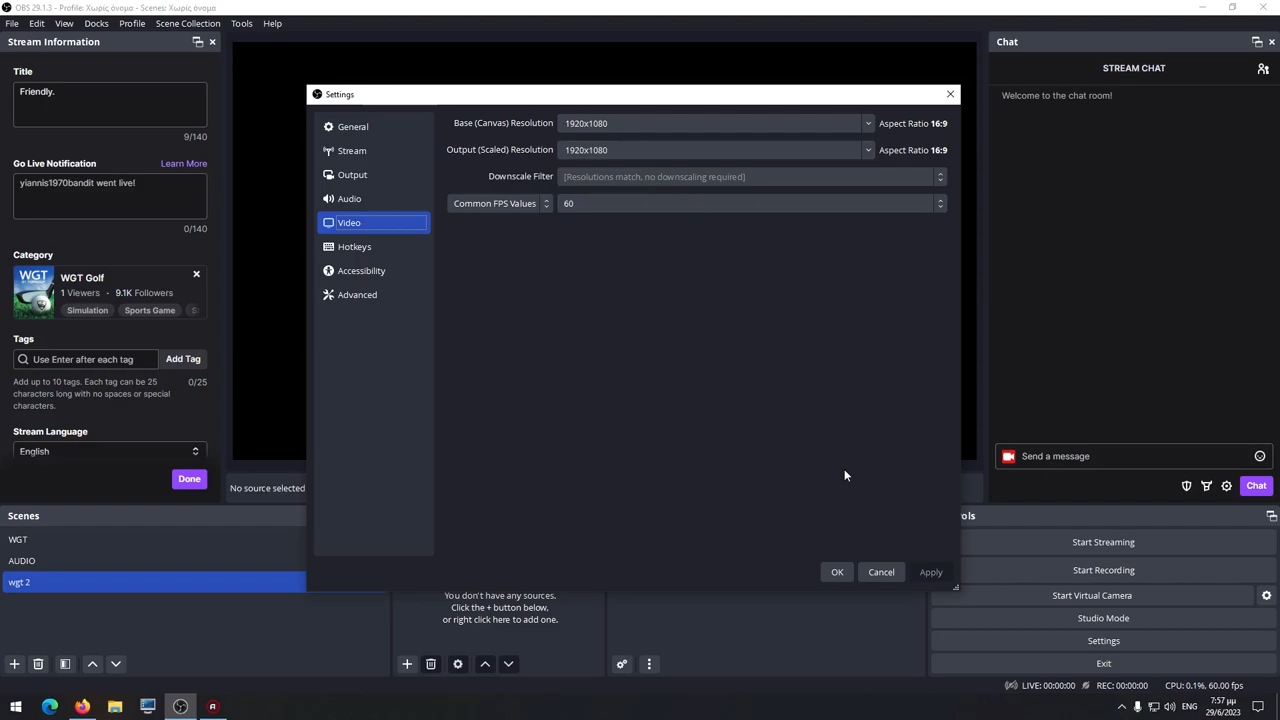 OBS 29.1.3 - Profile: Χωρίς όνομα - Scenes: Χωρίς όνομα
File Edit View Docks Profile Scene Collection Tools Help
Stream Information
Title
Friendly.
9/140
Go Live Notification Learn More
yiannis1970bandit went live!
0/140
Category
WGT
WGT Golf
1 Viewers • 9.1K Followers
Simulation Sports Game
Tags
Use Enter after each tag Add Tag
Add up to 10 tags. Each tag can be 25 0/25
characters long with no spaces or special
characters.
Stream Language
English
Done
No source selected
Scenes
WGT
AUDIO
wgt 2
Settings
General
Stream
Output
Audio
Video
Hotkeys
Accessibility
Advanced
Base (Canvas) Resolution 1920x1080 Aspect Ratio 16:9
Output (Scaled) Resolution 1920x1080 Aspect Ratio 16:9
Downscale Filter [Resolutions match, no downscaling required]
Common FPS Values 60
OK Cancel Apply
You don't have any sources.
Click the + button below,
or right click here to add one.
Chat
STREAM CHAT
Welcome to the chat room!
Send a message
Chat
ols
Start Streaming
Start Recording
Start Virtual Camera
Studio Mode
Settings
Exit
LIVE: 00:00:00 REC: 00:00:00 CPU: 0.1%, 60.00 fps
ENG
7:57 μμ
29/6/2023